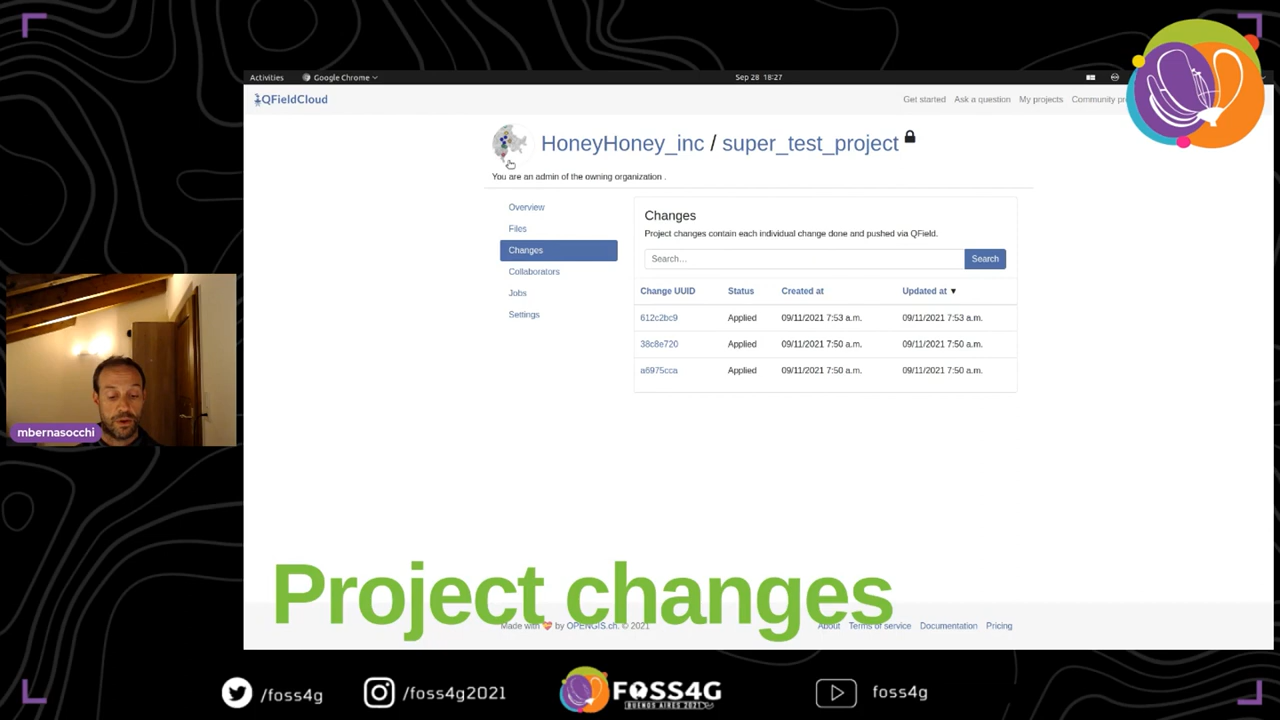 Activities Google Chrome Sep 28 18:27
QFieldCloud Get started Ask a question My projects Community
HoneyHoney_inc / super_test_project
You are an admin of the owning organization .
Overview
Files
Changes
Collaborators
Jobs
Settings
Changes
Project changes contain each individual change done and pushed via QField.
Search... Search
Change UUID Status Created at Updated at ▼
612c2bc9 Applied 09/11/2021 7:53 a.m. 09/11/2021 7:53 a.m.
38c8e720 Applied 09/11/2021 7:50 a.m. 09/11/2021 7:50 a.m.
a6975cca Applied 09/11/2021 7:50 a.m. 09/11/2021 7:50 a.m.
mbernasocchi
Project changes
Made with by OPENGIS.ch. © 2021 About Terms of service Documentation Pricing
/foss4g /foss4g2021 FOSS4G foss4g
BUENOS AIRES 2021